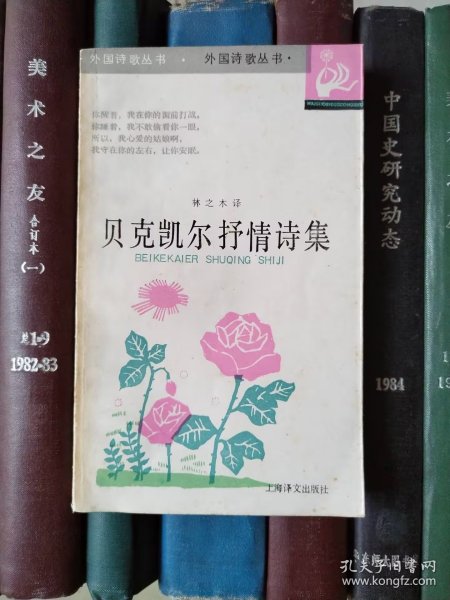 外国诗歌丛书 · 外国诗歌丛书·
WAIGUOSHIGECONGSHU
你醒着，我在你的面前打战，
你睡着，我不敢偷看你一眼，
所以，我心爱的姑娘啊，
我守在你的左右，让你安眠。
林之木译
贝克凯尔抒情诗集
BEIKEKAIER SHUQING SHIJI
上海译文出版社
美术之友
合订本
(一)
总1-9
1982-83
中国史研究动态
1984
孔夫子旧书网
kongfz.com